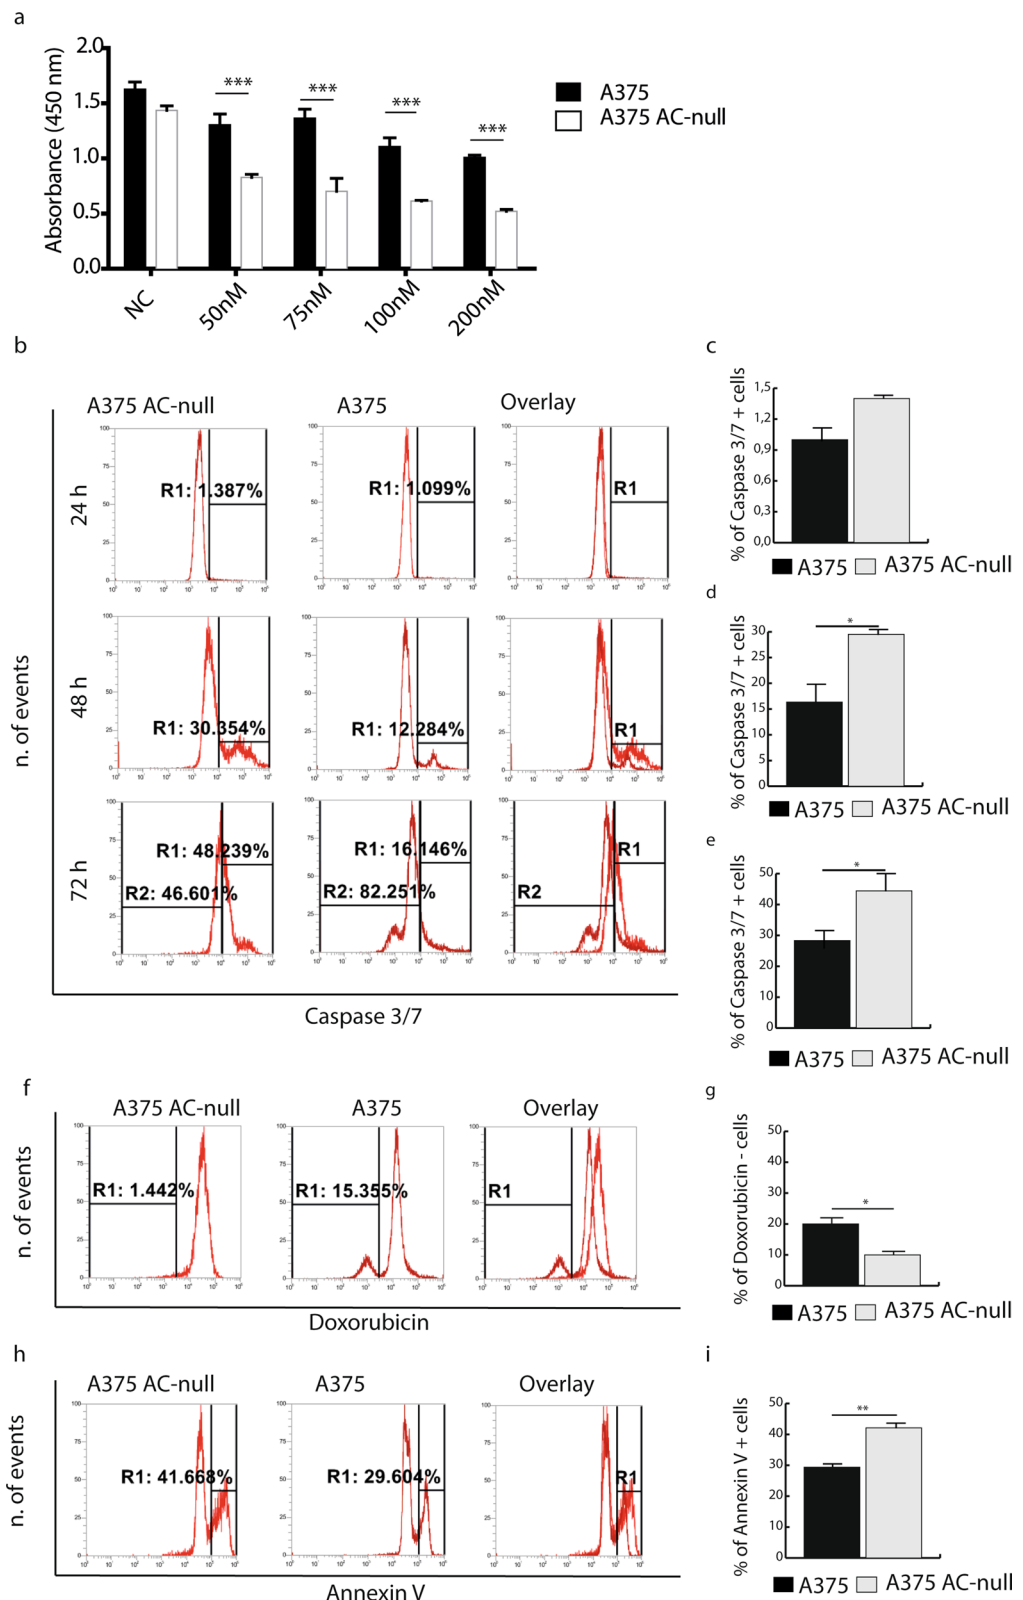 a
2.0
1.5
1.0
0.5
0.0
Absorbance (450 nm)
***
***
***
***
A375
A375 AC-null
NC
50nM
75nM
100nM
200nM
b
A375 AC-null
A375
Overlay
n. of events
24 h
R1: 1.387%
R1: 1.099%
R1
48 h
R1: 30.354%
R1: 12.284%
R1
72 h
R1: 48.239%
R2: 46.601%
R1: 16.146%
R2: 82.251%
R1
R2
Caspase 3/7
c
% of Caspase 3/7 + cells
1,5
1,2
0,9
0,6
0,3
0,0
A375
A375 AC-null
d
% of Caspase 3/7 + cells
30
25
20
15
10
5
0
*
A375
A375 AC-null
e
% of Caspase 3/7 + cells
50
40
30
20
10
0
*
A375
A375 AC-null
f
A375 AC-null
A375
Overlay
n. of events
R1: 1.442%
R1: 15.355%
R1
Doxorubicin
g
% of Doxorubicin - cells
50
40
30
20
10
0
*
A375
A375 AC-null
h
A375 AC-null
A375
Overlay
n. of events
R1: 41.668%
R1: 29.604%
R1
Annexin V
i
% of Annexin V + cells
50
40
30
20
10
0
**
A375
A375 AC-null